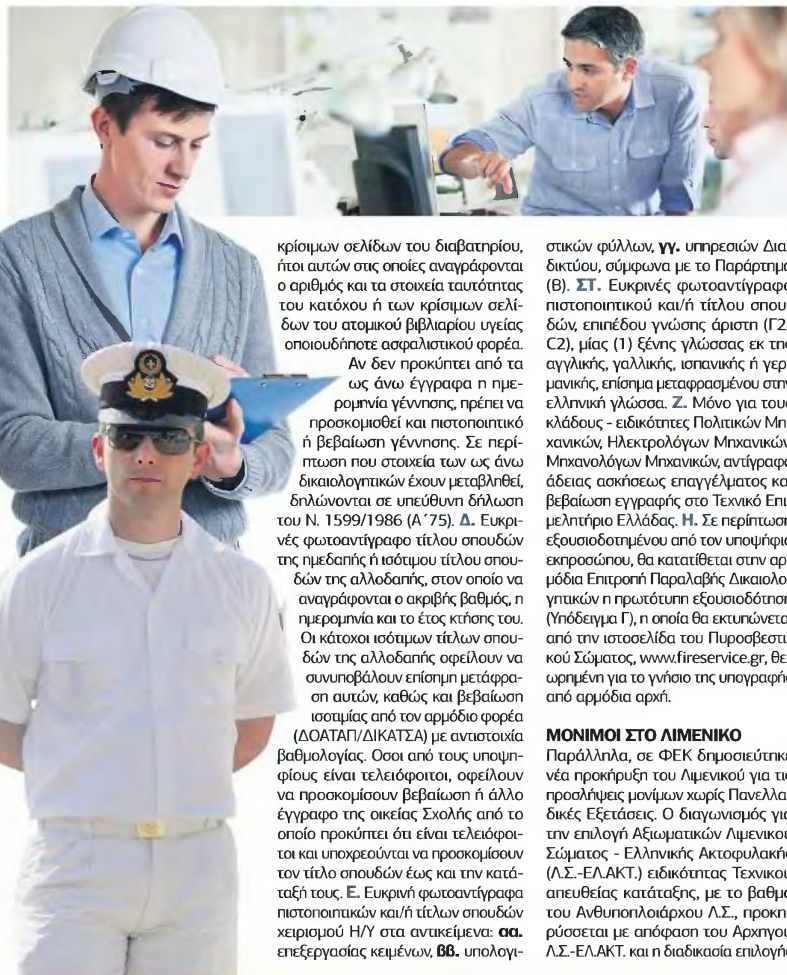 κρίσιμων σελίδων του διαβατηρίου,
ήτοι αυτών στις οποίες αναγράφονται
ο αριθμός και τα στοιχεία ταυτότητας
του κατόχου ή των κρίσιμων σελί-
δων του ατομικού βιβλιαρίου υγείας
οποιουδήποτε ασφαλιστικού φορέα.
Αν δεν προκύπτει από τα
ως άνω έγγραφα η ημε-
ρομηνία γέννησης, πρέπει να
προσκομισθεί και πιστοποιητικό
ή βεβαίωση γέννησης. Σε περί-
πτωση που στοιχεία των ως άνω
δικαιολογητικών έχουν μεταβληθεί,
δηλώνονται σε υπεύθυνη δήλωση
του Ν. 1599/1986 (Α΄75). Δ. Ευκρι-
νές φωτοαντίγραφο τίτλου σπουδών
της ημεδαπής ή ισότιμου τίτλου σπου-
δών της αλλοδαπής, στον οποίο να
αναγράφονται ο ακριβής βαθμός, η
ημερομηνία και το έτος κτήσης του.
Οι κάτοχοι ισότιμων τίτλων σπου-
δών της αλλοδαπής οφείλουν να
συνυποβάλουν επίσημη μετάφρα-
ση αυτών, καθώς και βεβαίωση
ισοτιμίας από τον αρμόδιο φορέα
(ΔΟΑΤΑΠ/ΔΙΚΑΤΣΑ) με αντιστοιχία
βαθμολογίας. Οσοι από τους υποψη-
φίους είναι τελειόφοιτοι, οφείλουν
να προσκομίσουν βεβαίωση ή άλλο
έγγραφο της οικείας Σχολής από το
οποίο προκύπτει ότι είναι τελειόφοι-
τοι και υποχρεούνται να προσκομίσουν
τον τίτλο σπουδών έως και την κατά-
ταξή τους. Ε. Ευκρινή φωτοαντίγραφα
πιστοποιητικών και/ή τίτλων σπουδών
χειρισμού Η/Υ στα αντικείμενα: αα.
επεξεργασίας κειμένων, ββ. υπολογι-
στικών φύλλων, γγ. υπηρεσιών Δια-
δικτύου, σύμφωνα με το Παράρτημα
(Β). ΣΤ. Ευκρινές φωτοαντίγραφο
πιστοποιητικού και/ή τίτλου σπου-
δών, επιπέδου γνώσης άριστη (Γ2/
C2), μίας (1) ξένης γλώσσας εκ της
αγγλικής, γαλλικής, ισπανικής ή γερ-
μανικής, επίσημα μεταφρασμένου στην
ελληνική γλώσσα. Ζ. Μόνο για τους
κλάδους - ειδικότητες Πολιτικών Μη-
χανικών, Ηλεκτρολόγων Μηχανικών
Μηχανολόγων Μηχανικών, αντίγραφο
άδειας ασκήσεως επαγγέλματος και
βεβαίωση εγγραφής στο Τεχνικό Επι-
μελητήριο Ελλάδας. Η. Σε περίπτωση
εξουσιοδοτημένου από τον υποψήφιο
εκπροσώπου, θα κατατίθεται στην αρ-
μόδια Επιτροπή Παραλαβής Δικαιολο-
γητικών η πρωτότυπη εξουσιοδότηση
(Υπόδειγμα Γ), η οποία θα εκτυπώνεται
από την ιστοσελίδα του Πυροσβεστι-
κού Σώματος, www.fireservice.gr, θε-
ωρημένη για το γνήσιο της υπογραφής
από αρμόδια αρχή.
ΜΟΝΙΜΟΙ ΣΤΟ ΛΙΜΕΝΙΚΟ
Παράλληλα, σε ΦΕΚ δημοσιεύτηκε
νέα προκήρυξη του Λιμενικού για τις
προσλήψεις μονίμων χωρίς Πανελλα-
δικές Εξετάσεις. Ο διαγωνισμός για
την επιλογή Αξιωματικών Λιμενικού
Σώματος - Ελληνικής Ακτοφυλακής
(Λ.Σ.-ΕΛ.ΑΚΤ.) ειδικότητας Τεχνικού
απευθείας κατάταξης, με το βαθμό
του Ανθυποπλοιάρχου Λ.Σ., προκη-
ρύσσεται με απόφαση του Αρχηγού
Λ.Σ.-ΕΛ.ΑΚΤ. και η διαδικασία επιλογής